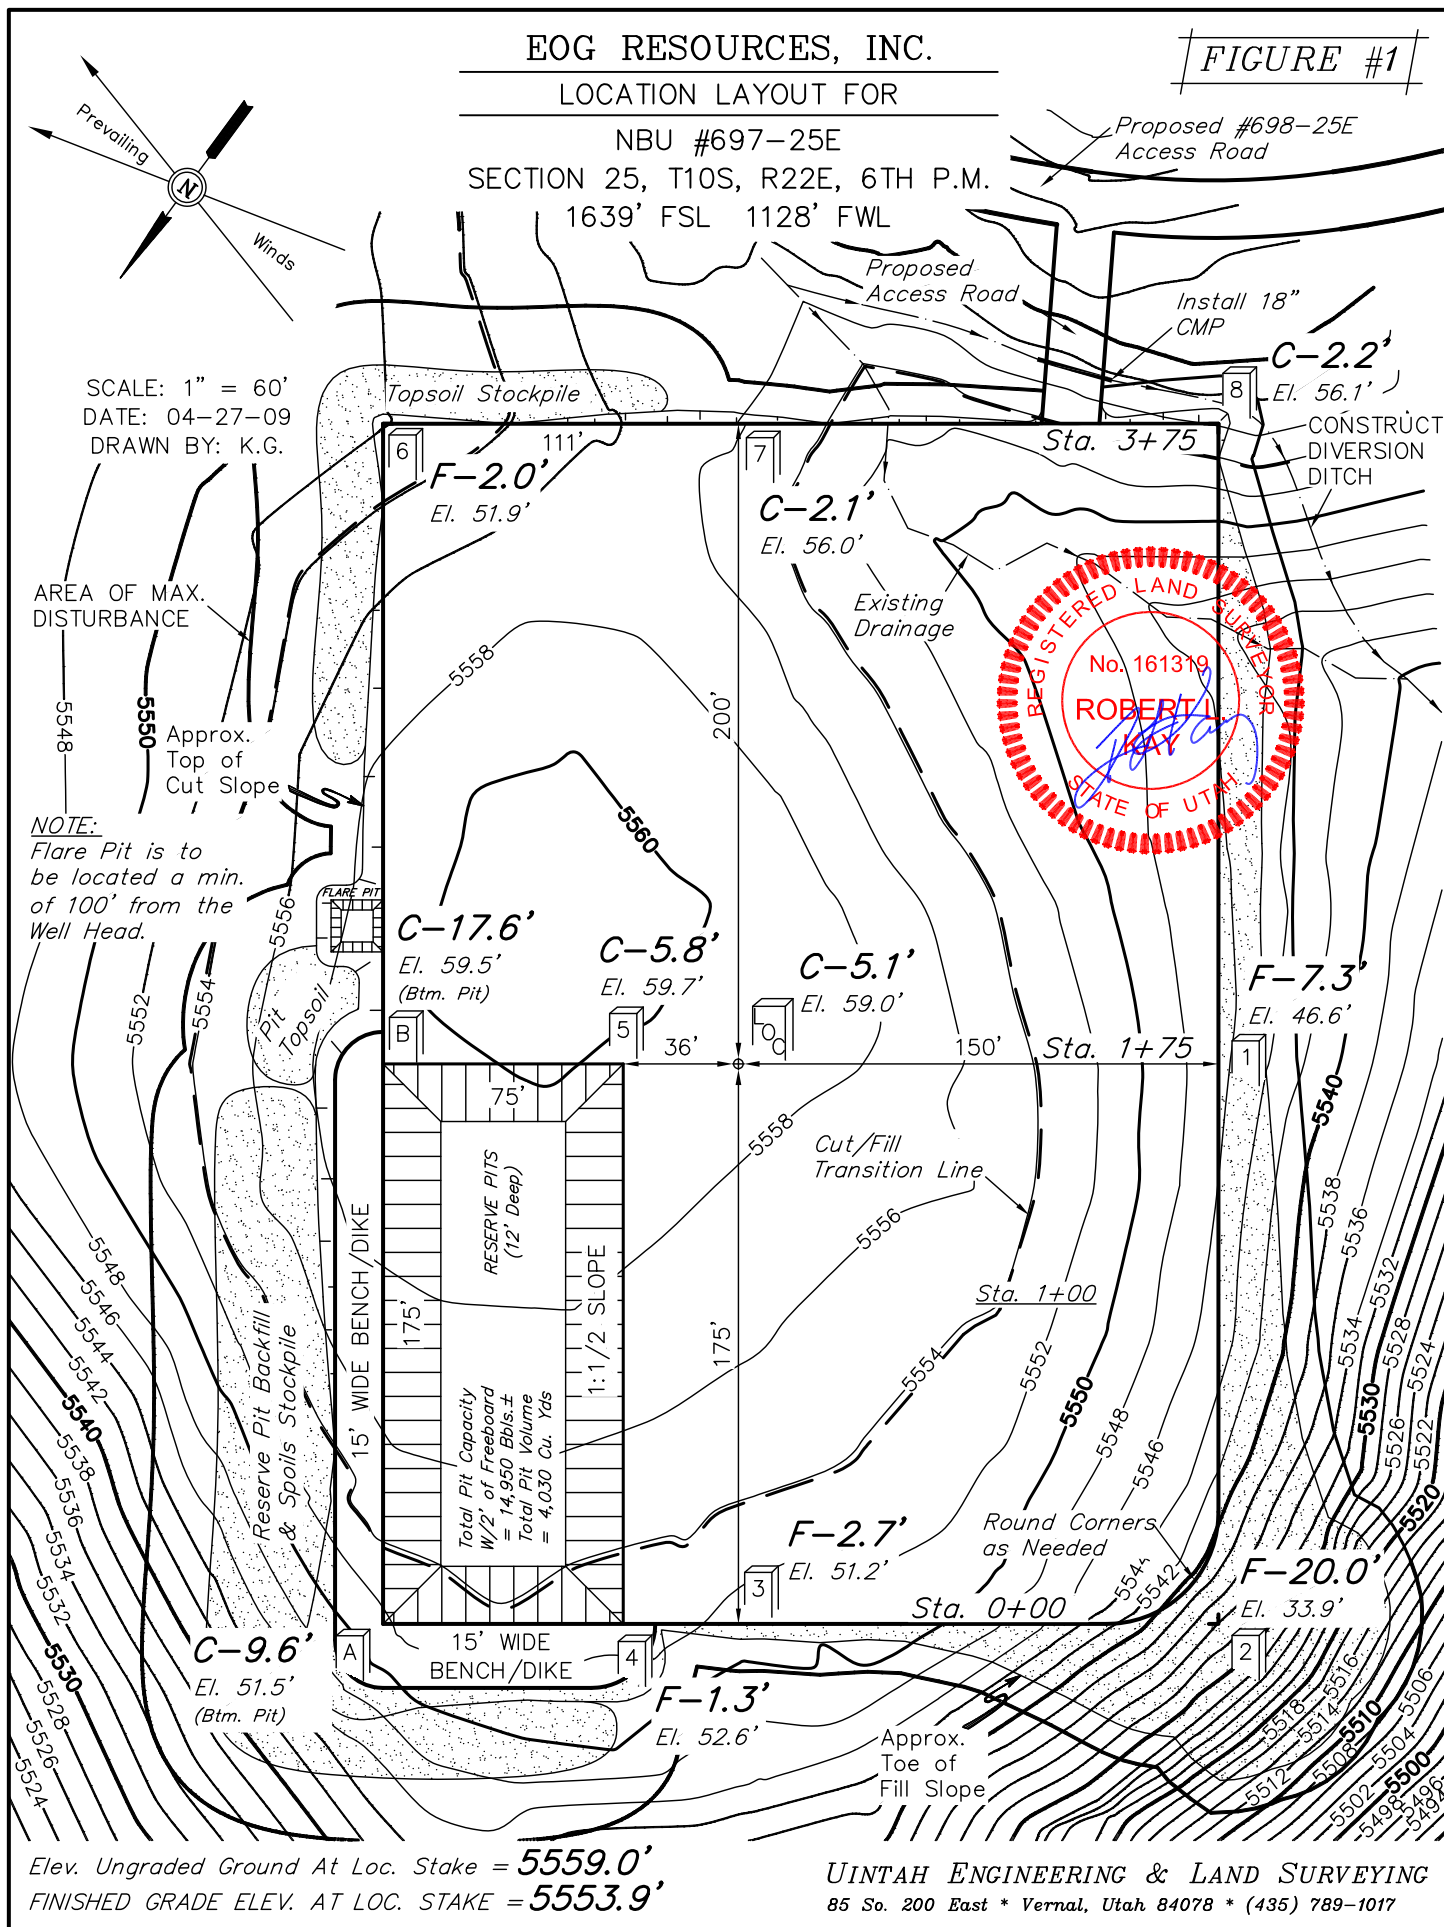 EOG RESOURCES, INC.
FIGURE #1
LOCATION LAYOUT FOR
NBU #697-25E
SECTION 25, T10S, R22E, 6TH P.M.
1639' FSL 1128' FWL
Prevailing
N
Winds
Proposed #698-25E
Access Road
Proposed
Access Road
Install 18"
CMP
C-2.2'
El. 56.1'
8
CONSTRUCT
DIVERSION
DITCH
SCALE: 1" = 60'
DATE: 04-27-09
DRAWN BY: K.G.
Topsoil Stockpile
6
111'
F-2.0'
El. 51.9'
7
Sta. 3+75
C-2.1'
El. 56.0'
AREA OF MAX.
DISTURBANCE
Existing
Drainage
REGISTERED LAND SURVEYOR
No. 161319
ROBERT L.
KAY
STATE OF UTAH
5558
200'
5548
5550
Approx.
Top of
Cut Slope
5560
NOTE:
Flare Pit is to
be located a min.
of 100' from the
Well Head.
FLARE PIT
5556
5552
5554
Pit
Topsoil
C-17.6'
El. 59.5'
(Btm. Pit)
B
C-5.8'
El. 59.7'
5
C-5.1'
El. 59.0'
F-7.3'
El. 46.6'
1
36'
150'
Sta. 1+75
75'
5540
5558
Cut/Fill
Transition Line
RESERVE PITS
(12' Deep)
5556
5538
5536
5532
5534
5528
5524
Sta. 1+00
15' WIDE BENCH/DIKE
175'
1:1/2 SLOPE
175'
5554
5552
5550
5548
5546
5530
5526
5522
5520
5548
5546
5544
5542
5540
5538
5536
5534
5532
5530
5528
5526
5524
Reserve Pit Backfill
& Spoils Stockpile
Total Pit Capacity
W/2' of Freeboard
= 14,950 Bbls.±
Total Pit Volume
= 4,030 Cu. Yds
F-2.7'
El. 51.2'
3
Round Corners
as Needed
5544
5542
F-20.0'
El. 33.9'
2
Sta. 0+00
C-9.6'
El. 51.5'
(Btm. Pit)
A
15' WIDE
BENCH/DIKE
4
F-1.3'
El. 52.6'
Approx.
Toe of
Fill Slope
5518
5516
5514
5512
5510
5508
5506
5504
5502
5500
5498
5496
5494
Elev. Ungraded Ground At Loc. Stake = 5559.0'
FINISHED GRADE ELEV. AT LOC. STAKE = 5553.9'
UINTAH ENGINEERING & LAND SURVEYING
85 So. 200 East * Vernal, Utah 84078 * (435) 789-1017